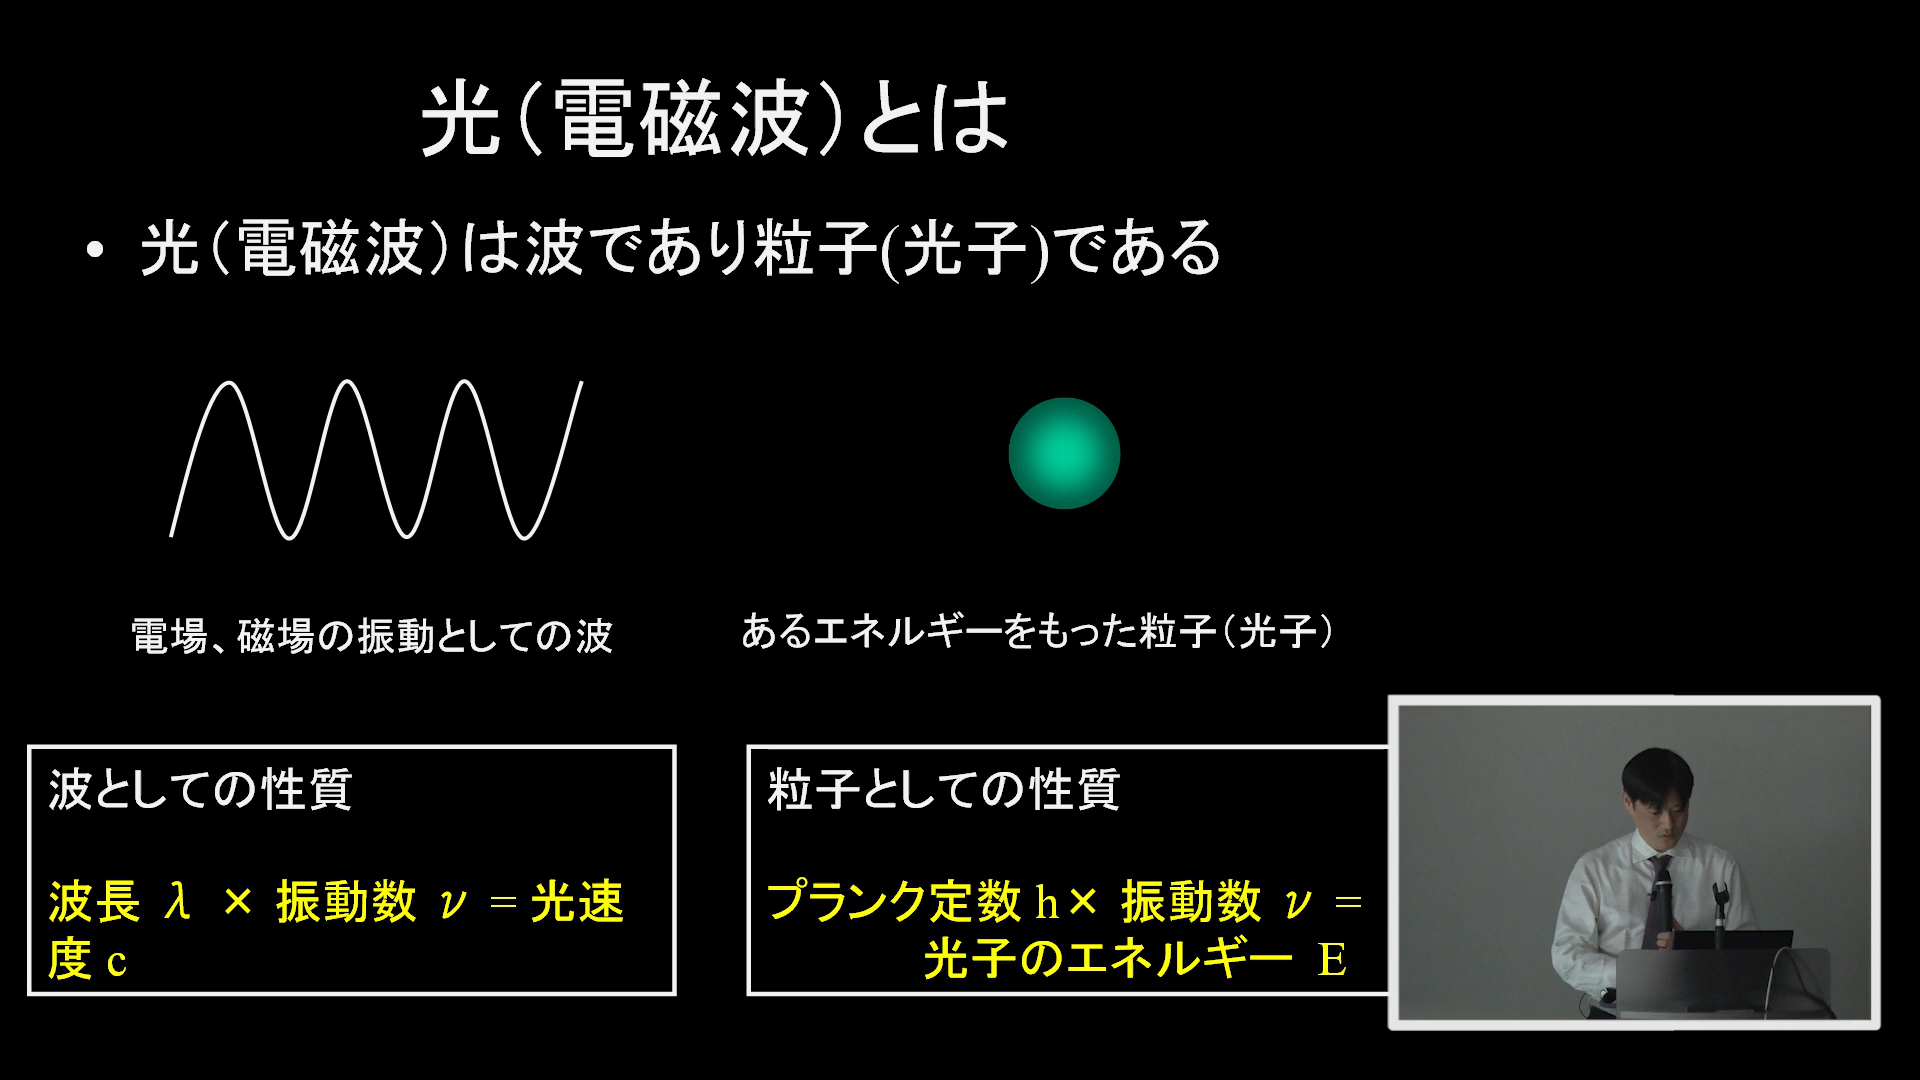 光（電磁波）とは
• 光（電磁波）は波であり粒子(光子)である
電場、磁場の振動としての波
あるエネルギーをもった粒子（光子）
波としての性質
波長 λ × 振動数 ν = 光速
度 c
粒子としての性質
プランク定数 h× 振動数 ν =
光子のエネルギー E